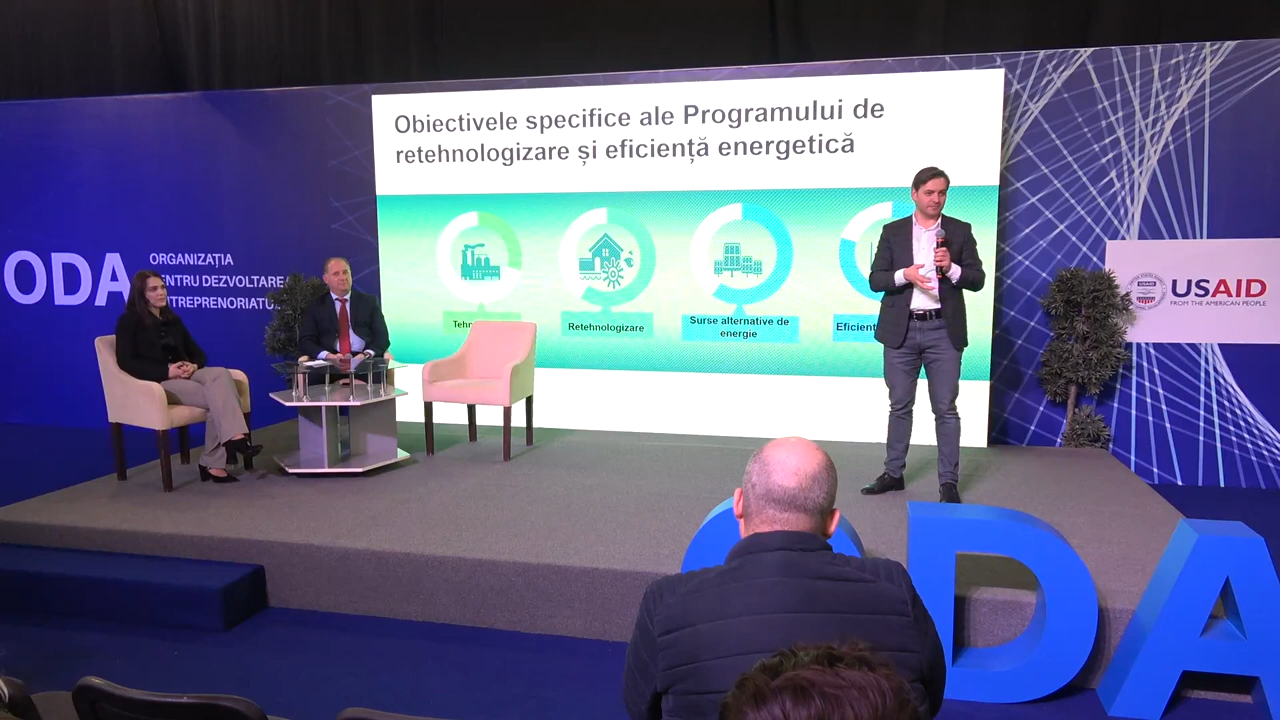 Obiectivele specifice ale Programului de
retehnologizare și eficiență energetică
ODA
ORGANIZAȚIA
DEZVOLTARE
Retehnologizare
Surse alternative de
energie
USAID
FROM THE AMERICAN PEOPLE
ODA